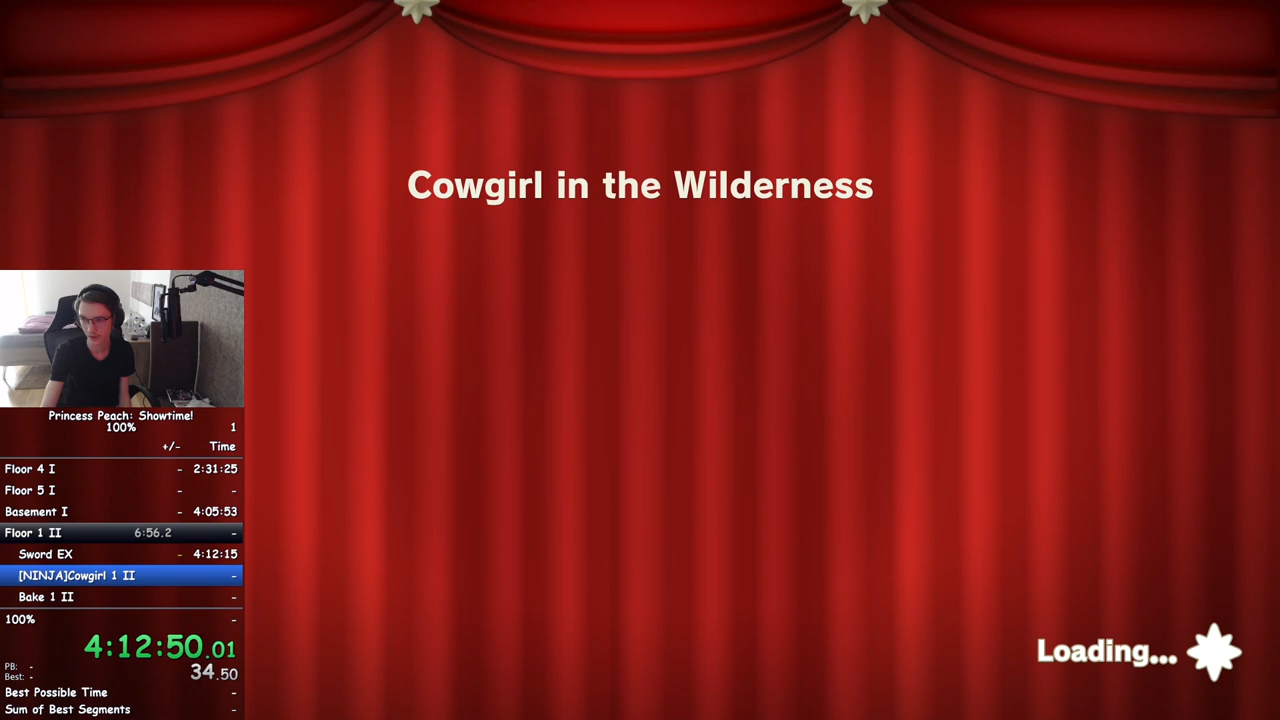 Cowgirl in the Wilderness
Princess Peach: Showtime!
100% 1
+/- Time
Floor 4 I - 2:31:25
Floor 5 I - -
Basement I - 4:05:53
Floor 1 II 6:56.2 -
Sword EX - 4:12:15
[NINJA]Cowgirl 1 II -
Bake 1 II -
100% -
4:12:50.01
PB: -
Best: -
34.50
Best Possible Time -
Sum of Best Segments -
Loading...